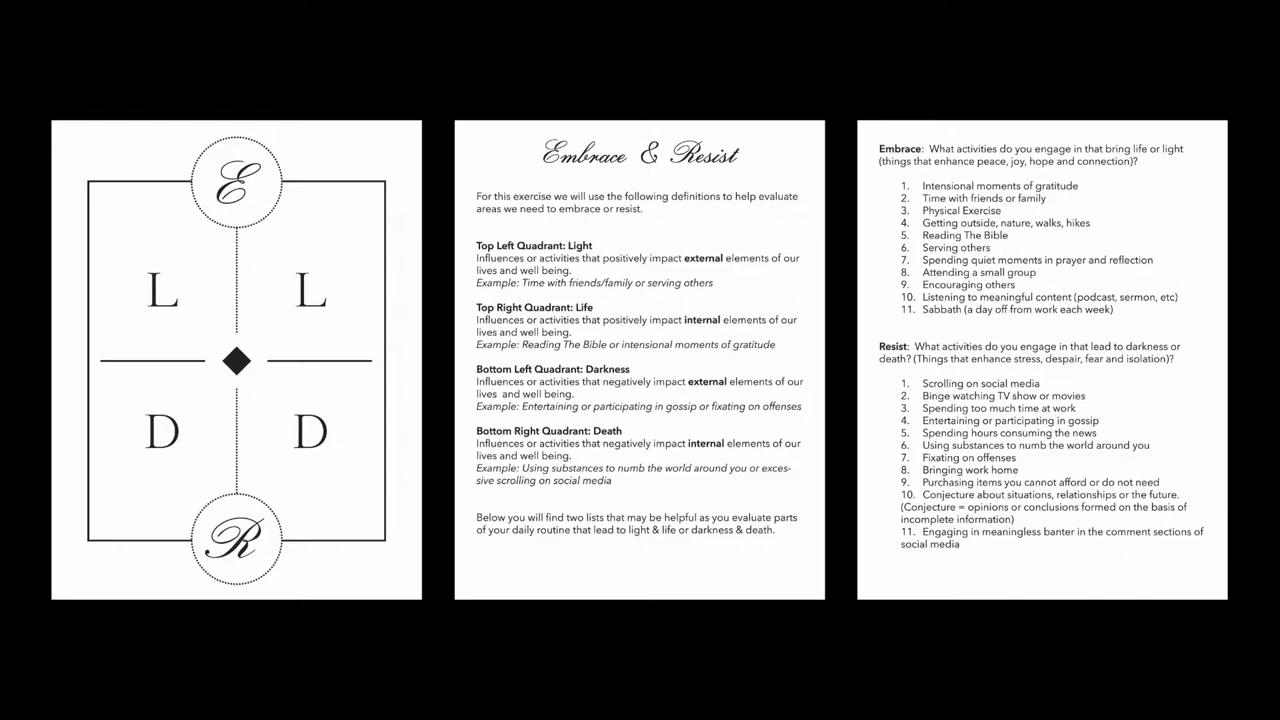 E
L L
D D
R
Embrace & Resist
For this exercise we will use the following definitions to help evaluate
areas we need to embrace or resist.
Top Left Quadrant: Light
Influences or activities that positively impact external elements of our
lives and well being.
Example: Time with friends/family or serving others
Top Right Quadrant: Life
Influences or activities that positively impact internal elements of our
lives and well being.
Example: Reading The Bible or intensional moments of gratitude
Bottom Left Quadrant: Darkness
Influences or activities that negatively impact external elements of our
lives and well being.
Example: Entertaining or participating in gossip or fixating on offenses
Bottom Right Quadrant: Death
Influences or activities that negatively impact internal elements of our
lives and well being.
Example: Using substances to numb the world around you or exces-
sive scrolling on social media
Below you will find two lists that may be helpful as you evaluate parts
of your daily routine that lead to light & life or darkness & death.
Embrace: What activities do you engage in that bring life or light
(things that enhance peace, joy, hope and connection)?
1. Intensional moments of gratitude
2. Time with friends or family
3. Physical Exercise
4. Getting outside, nature, walks, hikes
5. Reading The Bible
6. Serving others
7. Spending quiet moments in prayer and reflection
8. Attending a small group
9. Encouraging others
10. Listening to meaningful content (podcast, sermon, etc)
11. Sabbath (a day off from work each week)
Resist: What activities do you engage in that lead to darkness or
death? (Things that enhance stress, despair, fear and isolation)?
1. Scrolling on social media
2. Binge watching TV show or movies
3. Spending too much time at work
4. Entertaining or participating in gossip
5. Spending hours consuming the news
6. Using substances to numb the world around you
7. Fixating on offenses
8. Bringing work home
9. Purchasing items you cannot afford or do not need
10. Conjecture about situations, relationships or the future.
(Conjecture = opinions or conclusions formed on the basis of
incomplete information)
11. Engaging in meaningless banter in the comment sections of
social media